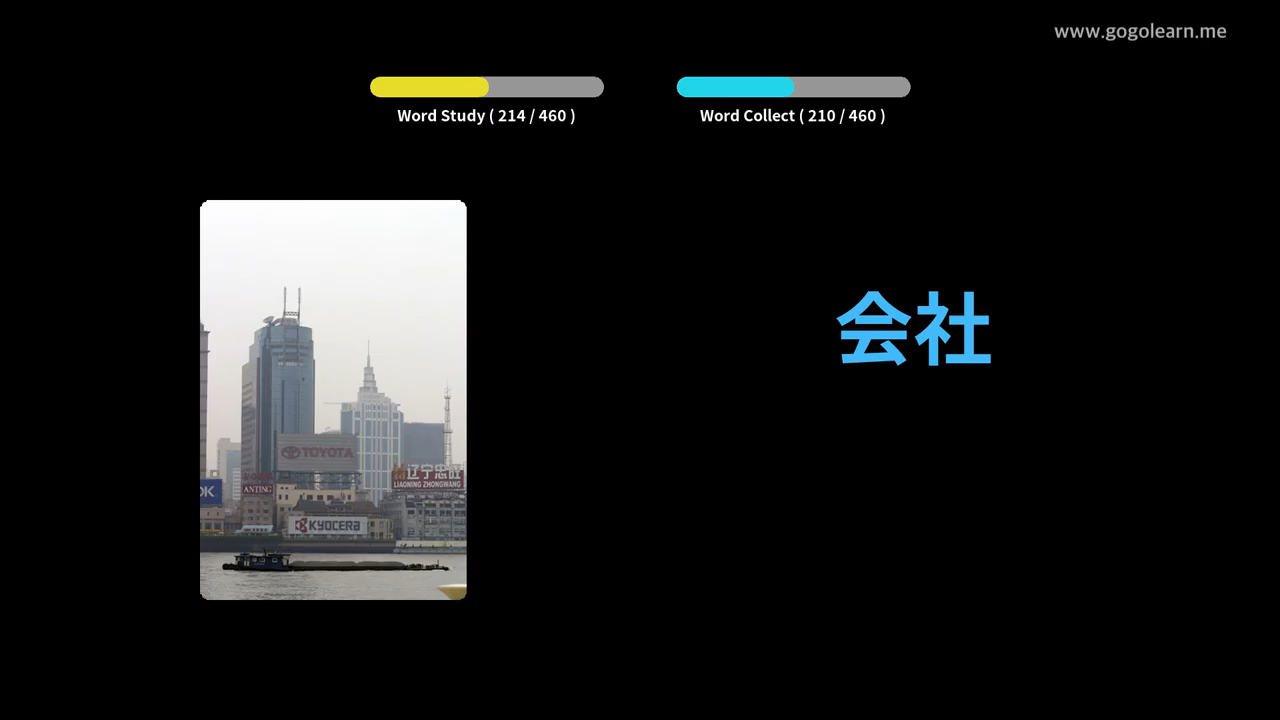 www.gogolearn.me
Word Study ( 214 / 460 )
Word Collect ( 210 / 460 )
会社
TOYOTA
辽宁忠旺
LIAONING ZHONGWANG
OK
ANTING
KYOCERA